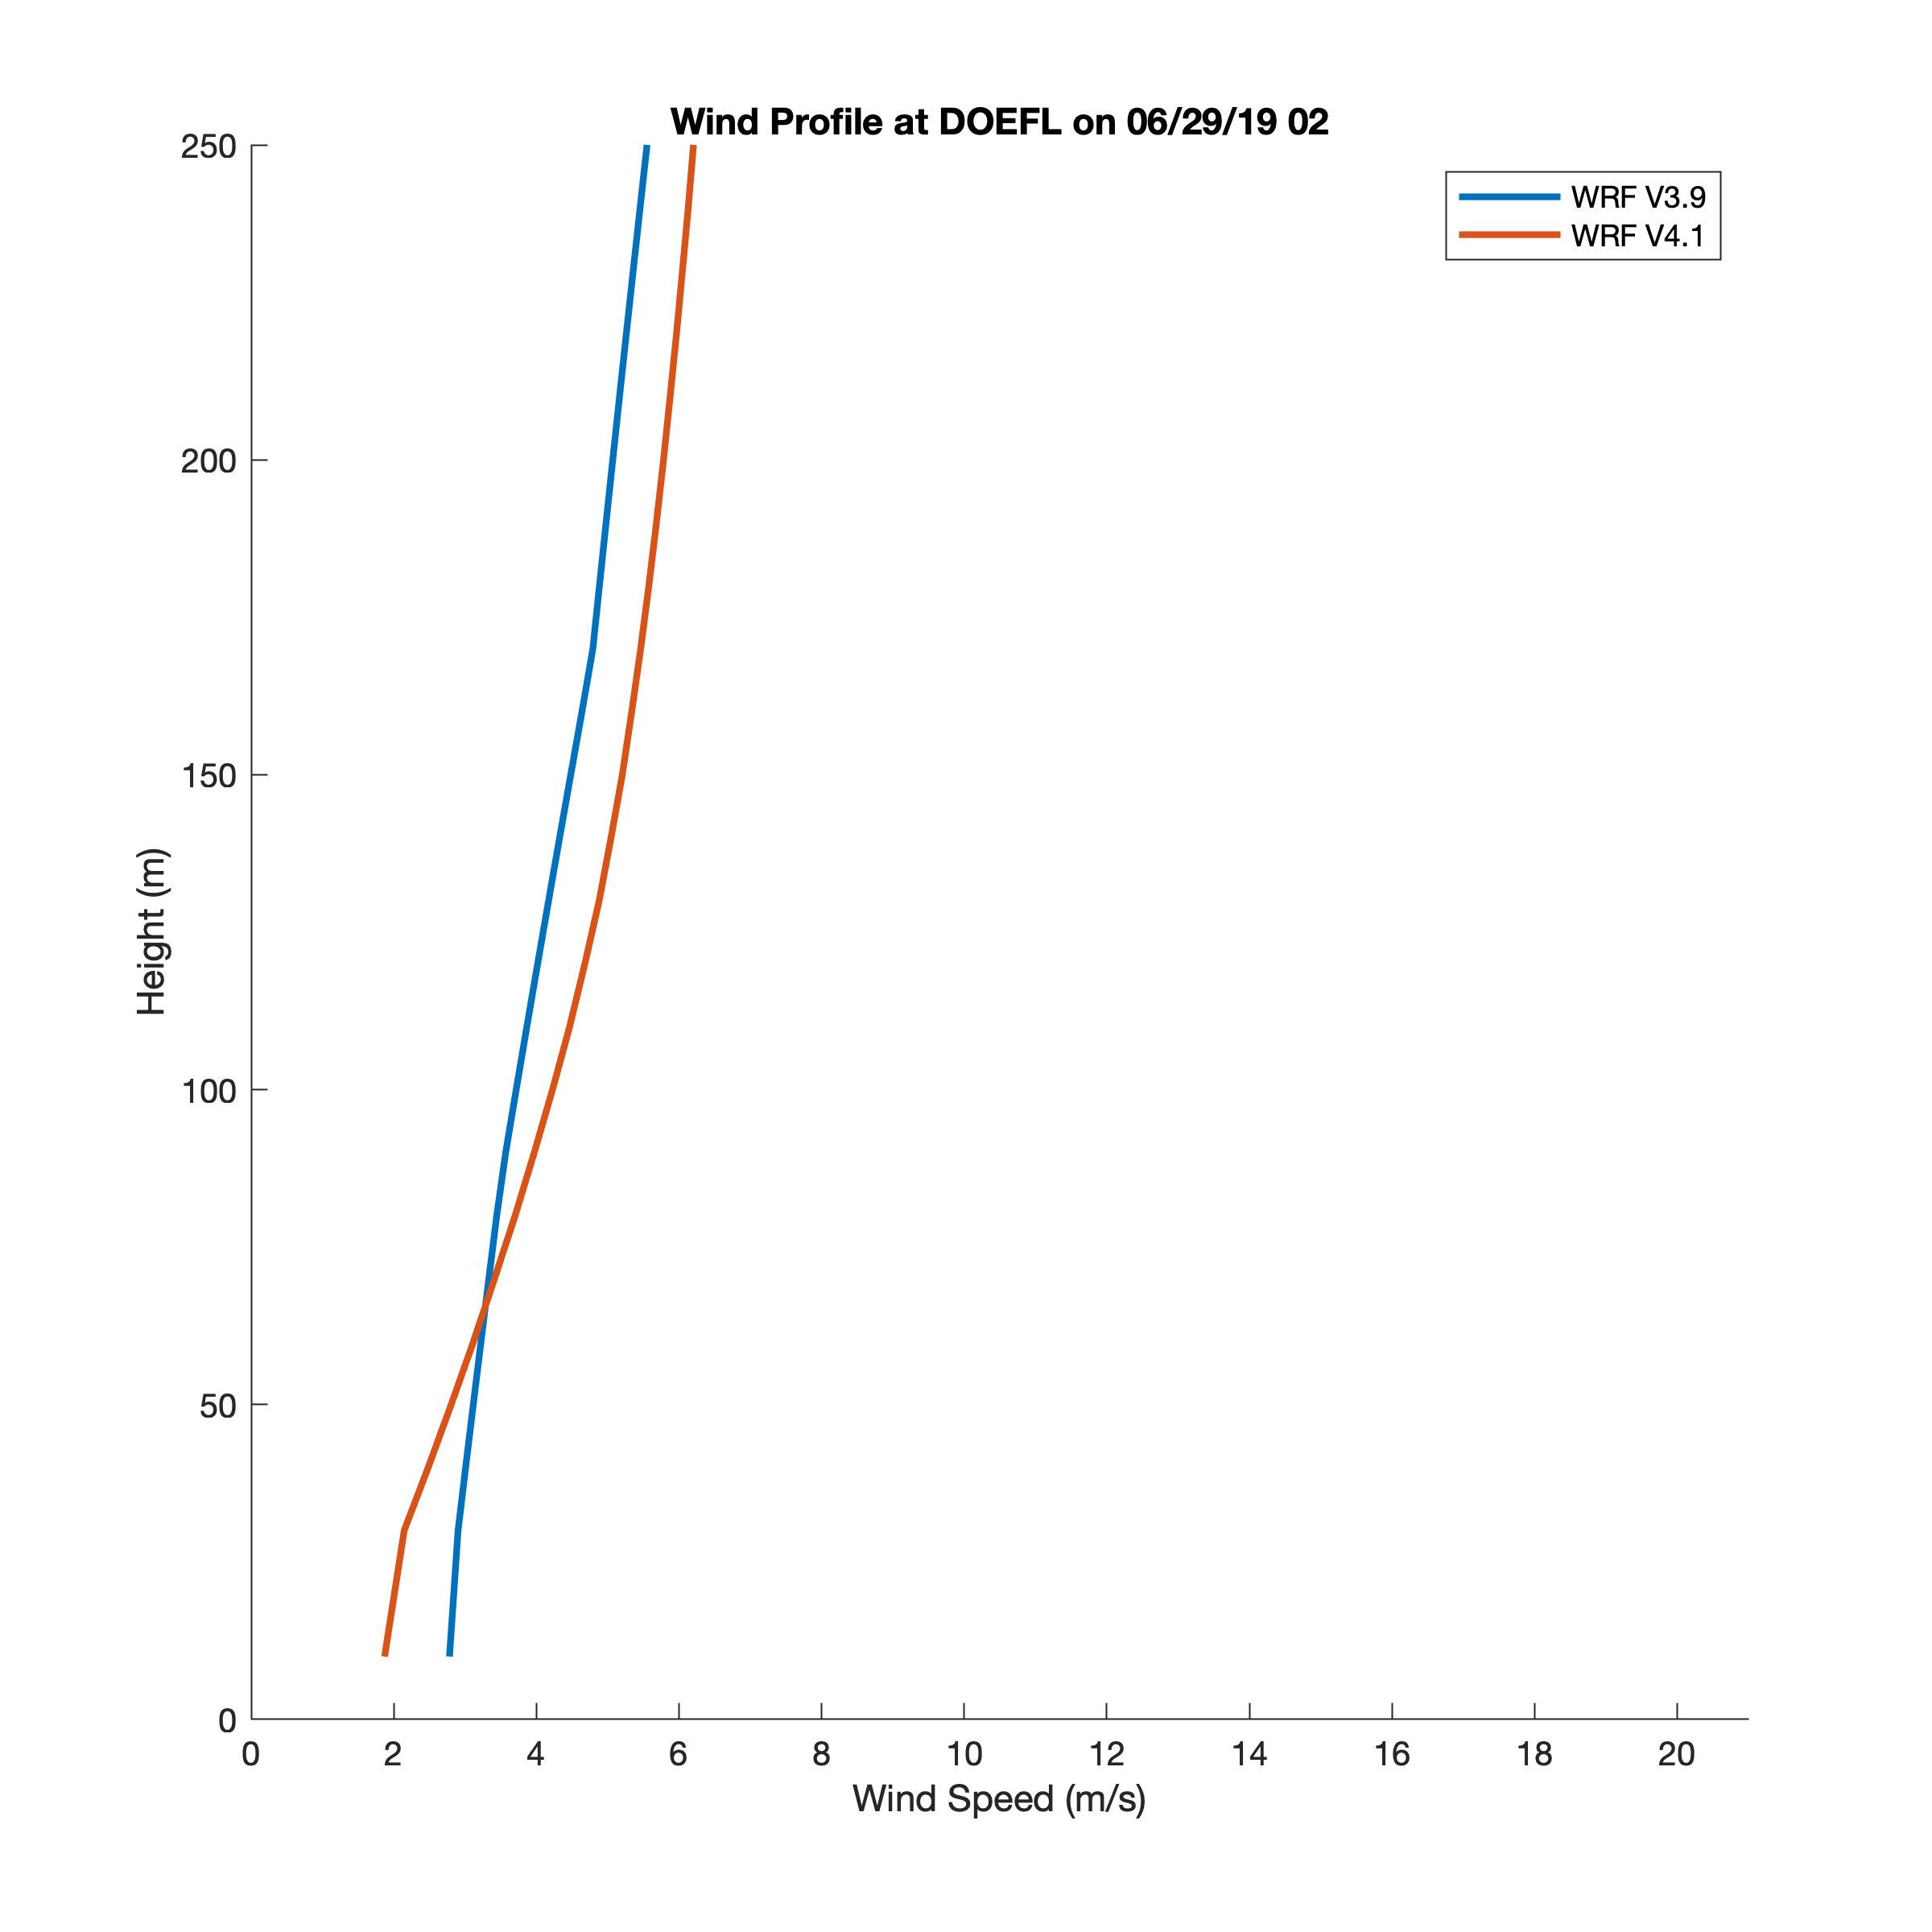 Wind Profile at DOEFL on 06/29/19 02
WRF V3.9
WRF V4.1
250
200
150
100
50
0
Height (m)
0 2 4 6 8 10 12 14 16 18 20
Wind Speed (m/s)